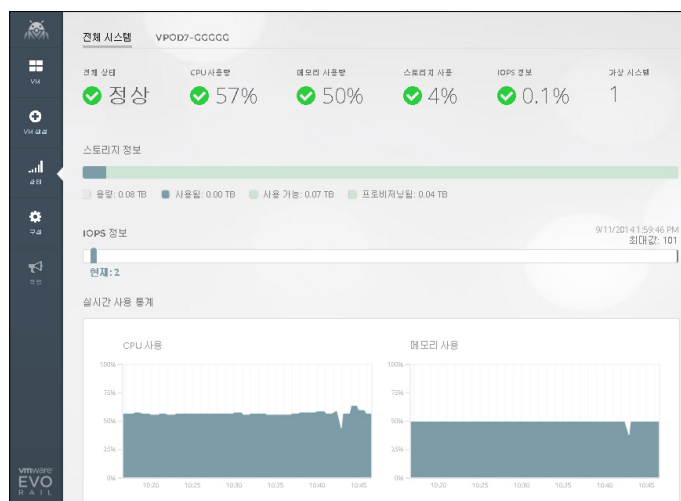 전체 시스템 VPOD7-GGGGG
전체 상태 CPU 사용량 메모리 사용량 스토리지 사용 IOPS 정보 가상 시스템
정상 57% 50% 4% 0.1% 1
VM
스토리지 정보
용량: 0.08 TB 사용됨: 0.00 TB 사용 가능: 0.07 TB 프로비저닝됨: 0.04 TB
상태
구성
IOPS 정보
9/11/2014 1:59:46 PM
최대값: 101
현재: 2
실시간 사용 통계
CPU 사용 메모리 사용
100% 100%
75% 75%
50% 50%
25% 25%
0% 0%
10:20 10:25 10:30 10:35 10:40 10:45 10:20 10:25 10:30 10:35 10:40 10:45
vmware
EVO
RAIL